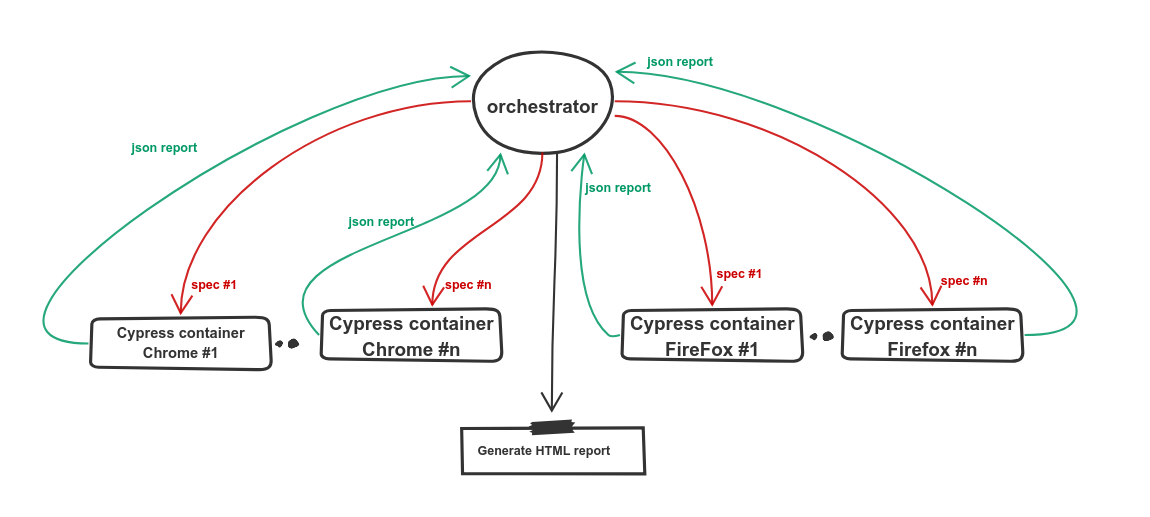 json report
orchestrator
json report
json report
json report
spec #1
spec #n
spec #1
spec #n
Cypress container
Chrome #1
Cypress container
Chrome #n
Cypress container
FireFox #1
Cypress container
Firefox #n
Generate HTML report